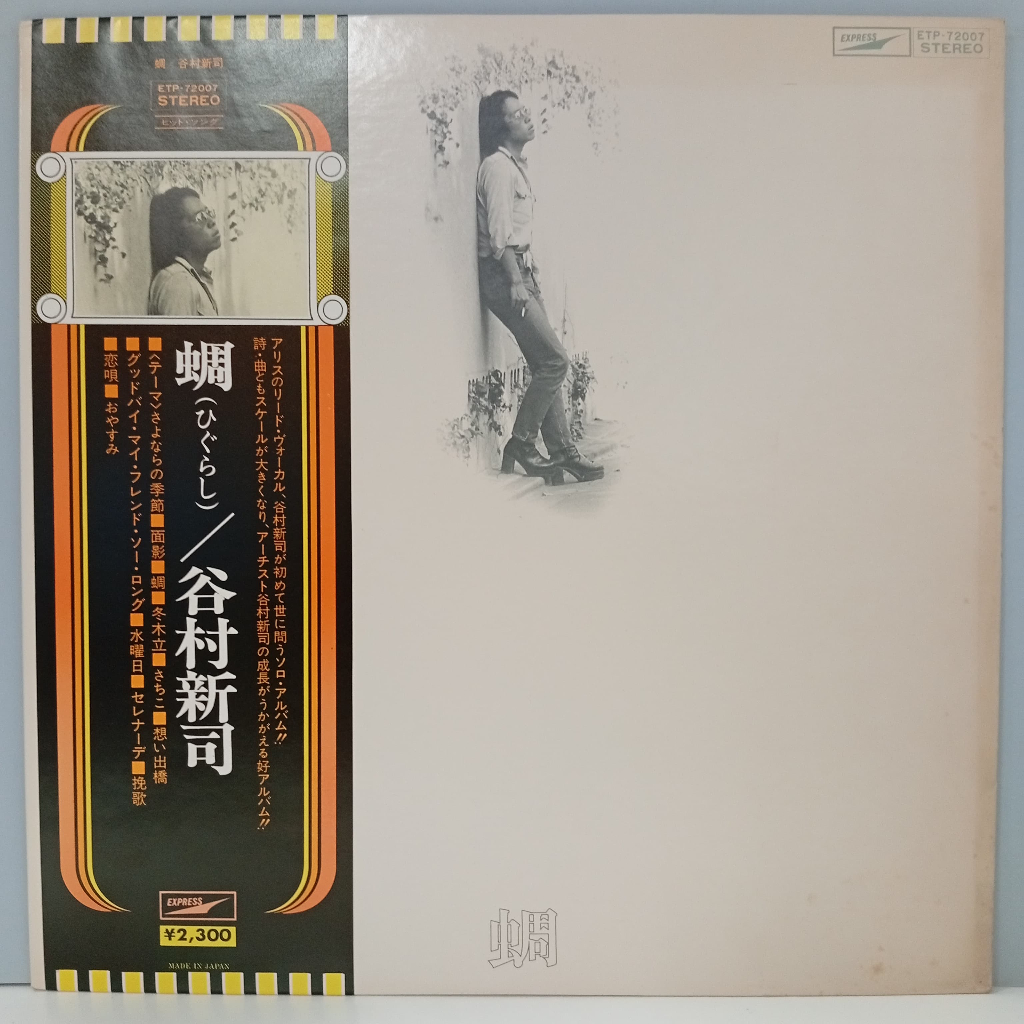 蜩 谷村新司
ETP-72007
STEREO
ヒット・ソング
アリスのリード・ヴォーカル、谷村新司が初めて世に問うソロ・アルバム!!
詩・曲ともスケールが大きくなり、アーチスト谷村新司の成長がうかがえる好アルバム!!
蜩(ひぐらし)/谷村新司
■〈テーマ〉さよならの季節■面影■蜩■冬木立■さちこ■想い出橋
■グッドバイ・マイ・フレンド・ソー・ロング■水曜日■セレナーデ■挽歌
■恋唄■おやすみ
EXPRESS
¥2,300
MADE IN JAPAN
EXPRESS
ETP-72007
STEREO
蜩